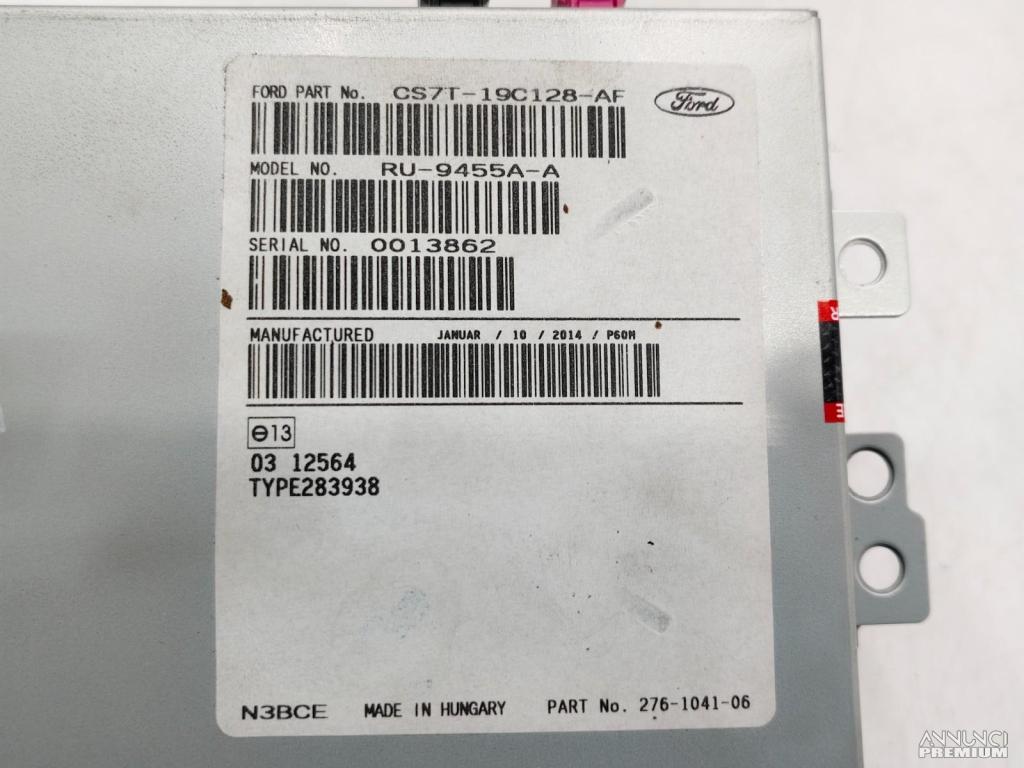 FORD PART No. CS7T-19C128-AF
Ford
MODEL NO. RU-9455A-A
SERIAL NO. 0013862
MANUFACTURED JANUAR / 10 / 2014 / P60M
e13
03 12564
TYPE283938
N3BCE MADE IN HUNGARY PART No. 276-1041-06
ANNUNCI
PREMIUM